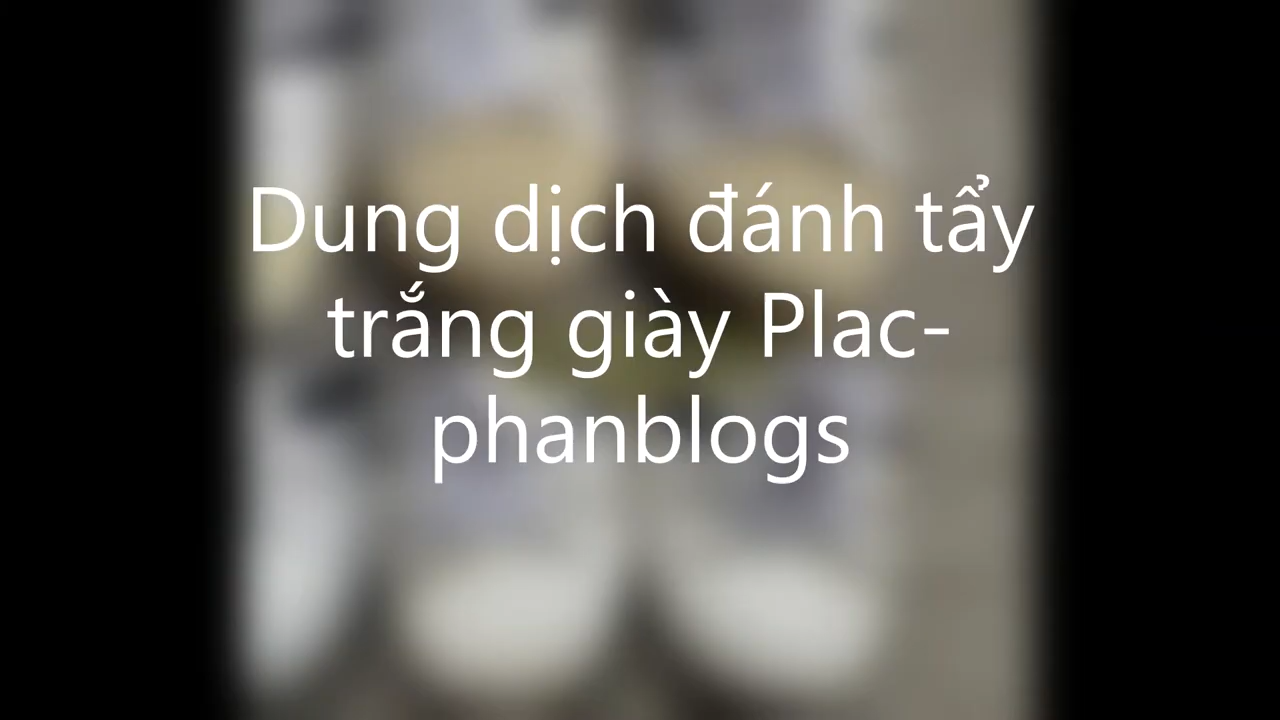 Dung dịch đánh tẩy
trắng giày Plac-
phanblogs